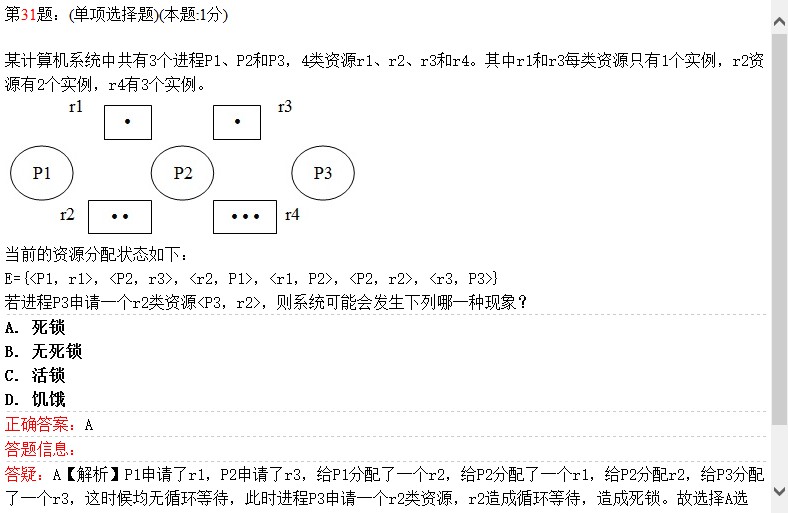 第31题：(单项选择题)(本题:1分)
某计算机系统中共有3个进程P1、P2和P3，4类资源r1、r2、r3和r4。其中r1和r3每类资源只有1个实例，r2资
源有2个实例，r4有3个实例。
r1 r3
P1 P2 P3
r2 r4
当前的资源分配状态如下：
E={<P1，r1>，<P2，r3>，<r2，P1>，<r1，P2>，<P2，r2>，<r3，P3>}
若进程P3申请一个r2类资源<P3，r2>，则系统可能会发生下列哪一种现象？
A. 死锁
B. 无死锁
C. 活锁
D. 饥饿
正确答案：A
答题信息：
答疑：A【解析】P1申请了r1，P2申请了r3，给P1分配了一个r2，给P2分配了一个r1，给P2分配r2，给P3分配
了一个r3，这时候均无循环等待，此时进程P3申请一个r2类资源，r2造成循环等待，造成死锁。故选择A选